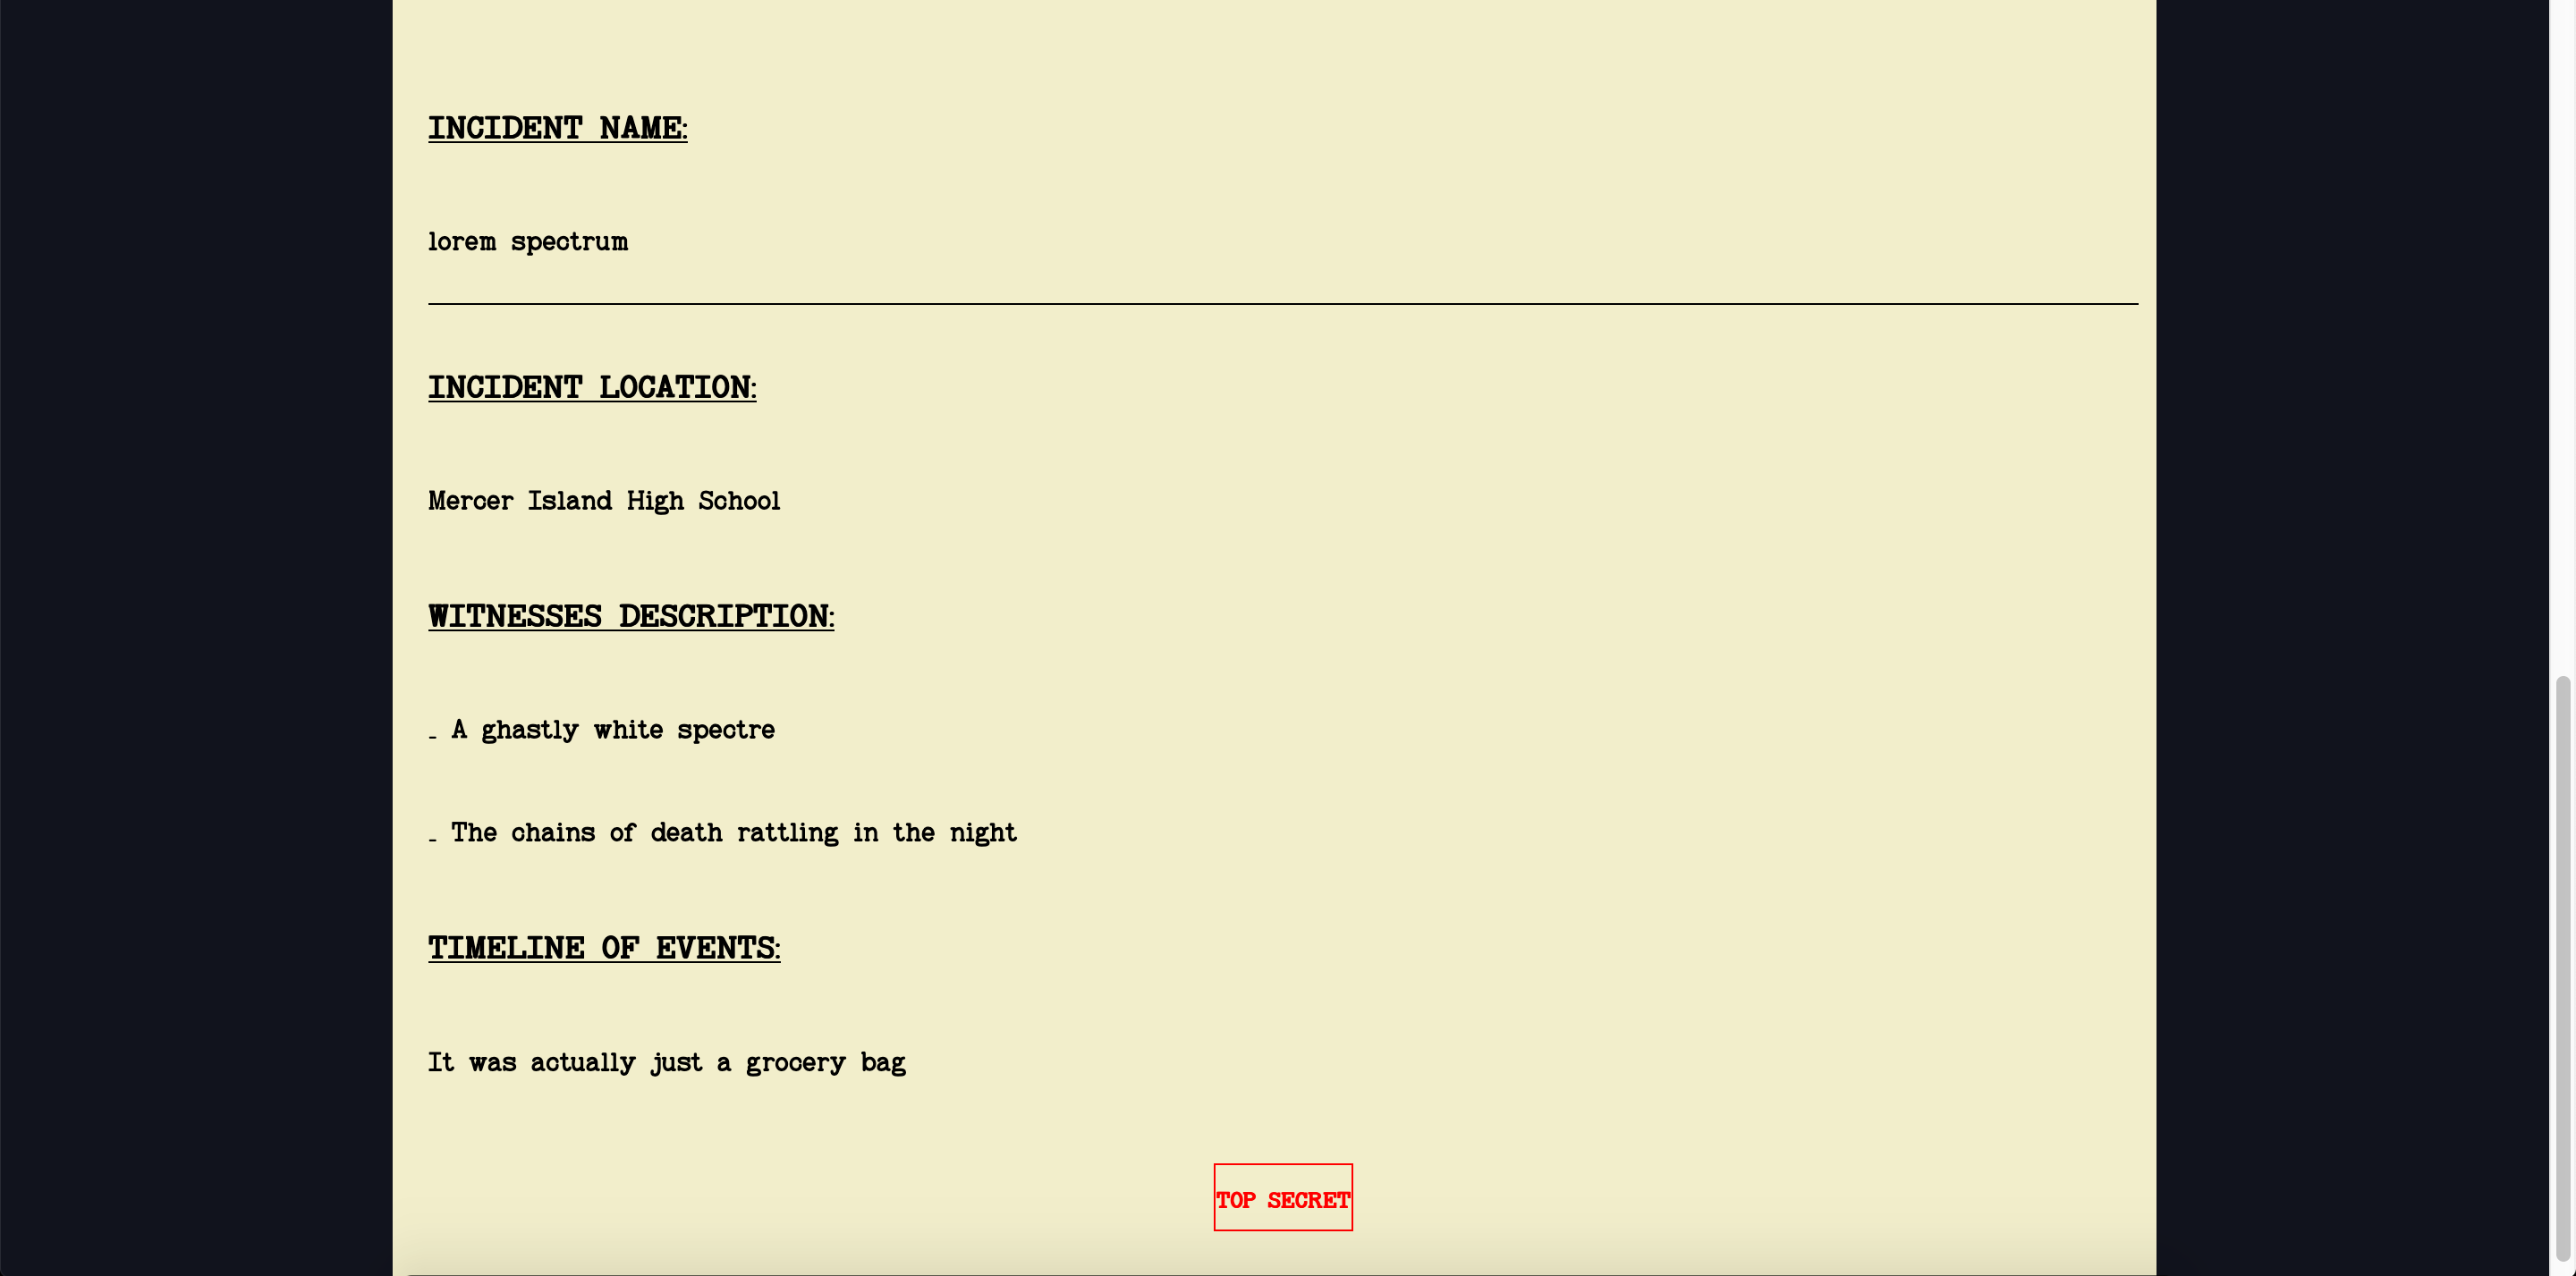 INCIDENT NAME:
lorem spectrum
INCIDENT LOCATION:
Mercer Island High School
WITNESSES DESCRIPTION:
- A ghastly white spectre
- The chains of death rattling in the night
TIMELINE OF EVENTS:
It was actually just a grocery bag
TOP SECRET